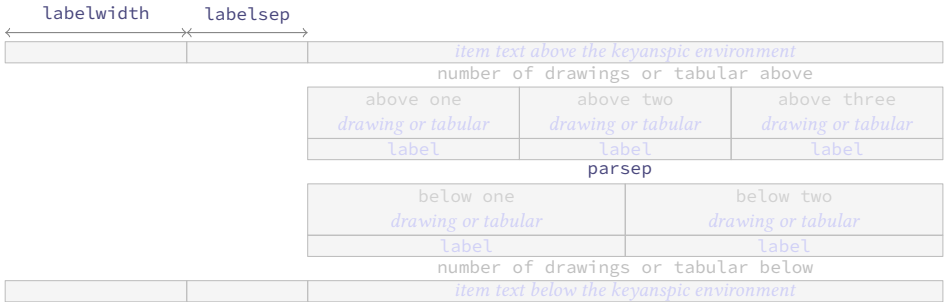 labelwidth labelsep
item text above the keyanspic environment
number of drawings or tabular above
above one above two above three
drawing or tabular drawing or tabular drawing or tabular
label label label
parsep
below one below two
drawing or tabular drawing or tabular
label label
number of drawings or tabular below
item text below the keyanspic environment